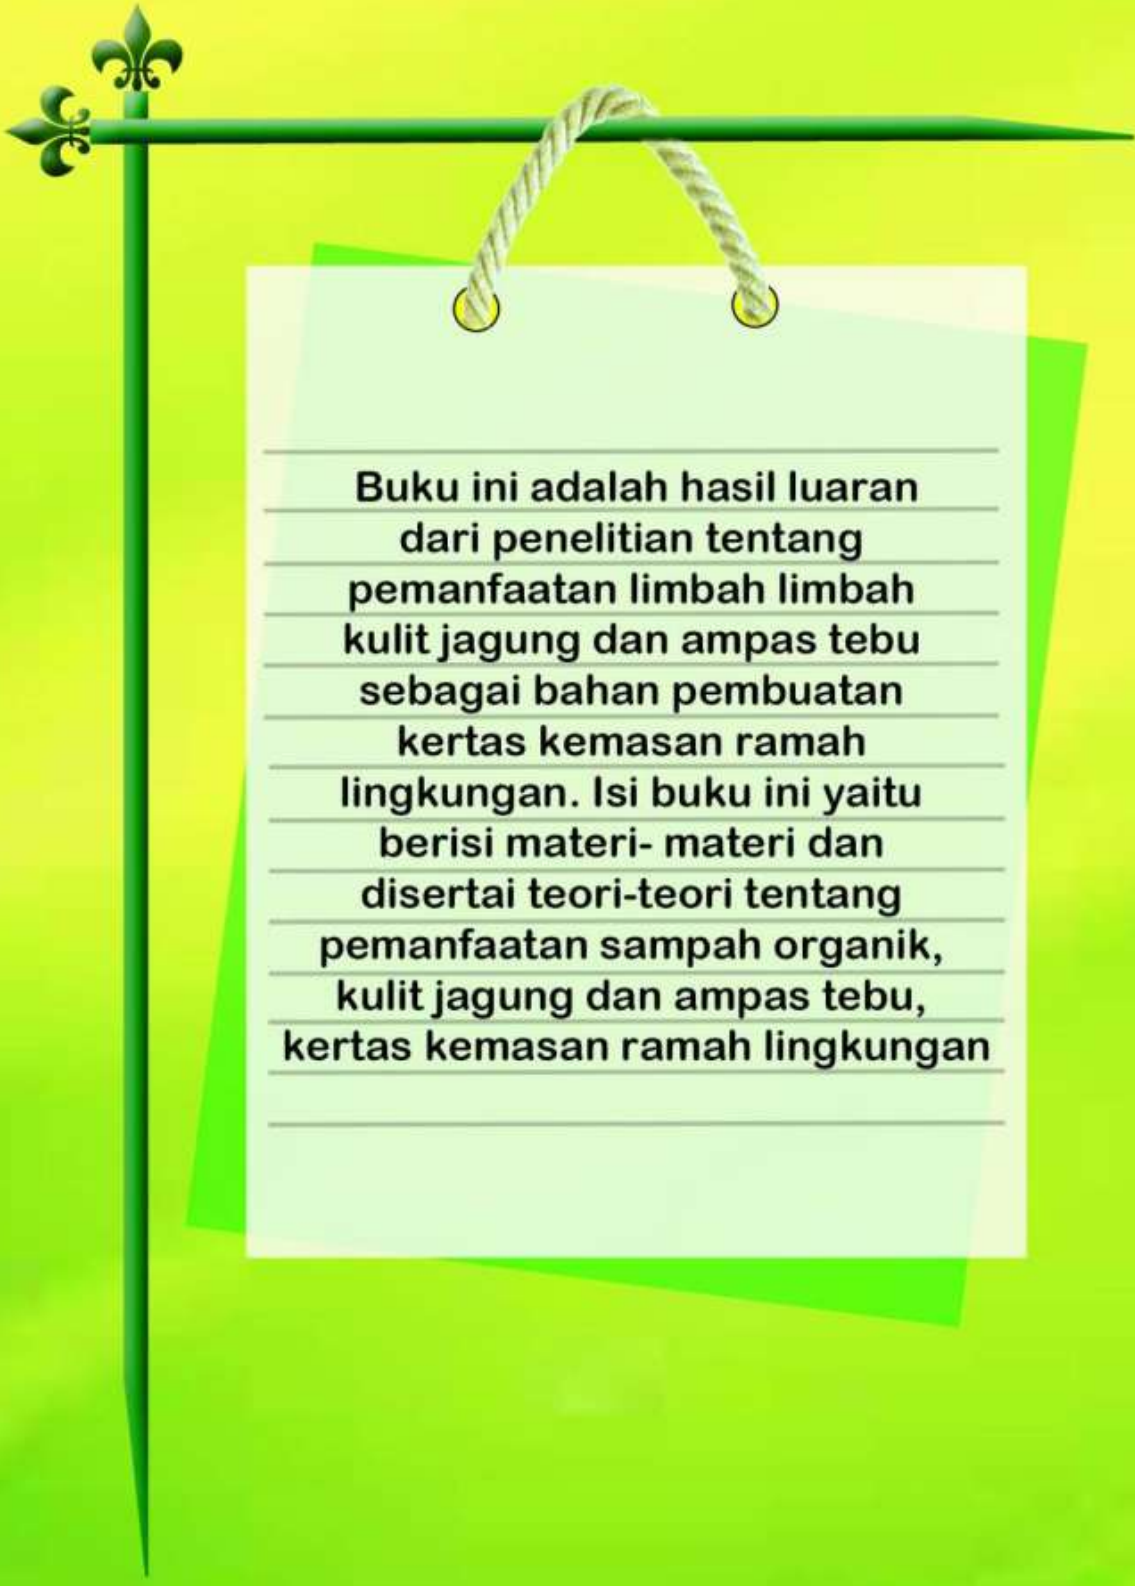 Buku ini adalah hasil luaran
dari penelitian tentang
pemanfaatan limbah limbah
kulit jagung dan ampas tebu
sebagai bahan pembuatan
kertas kemasan ramah
lingkungan. Isi buku ini yaitu
berisi materi- materi dan
disertai teori-teori tentang
pemanfaatan sampah organik,
kulit jagung dan ampas tebu,
kertas kemasan ramah lingkungan